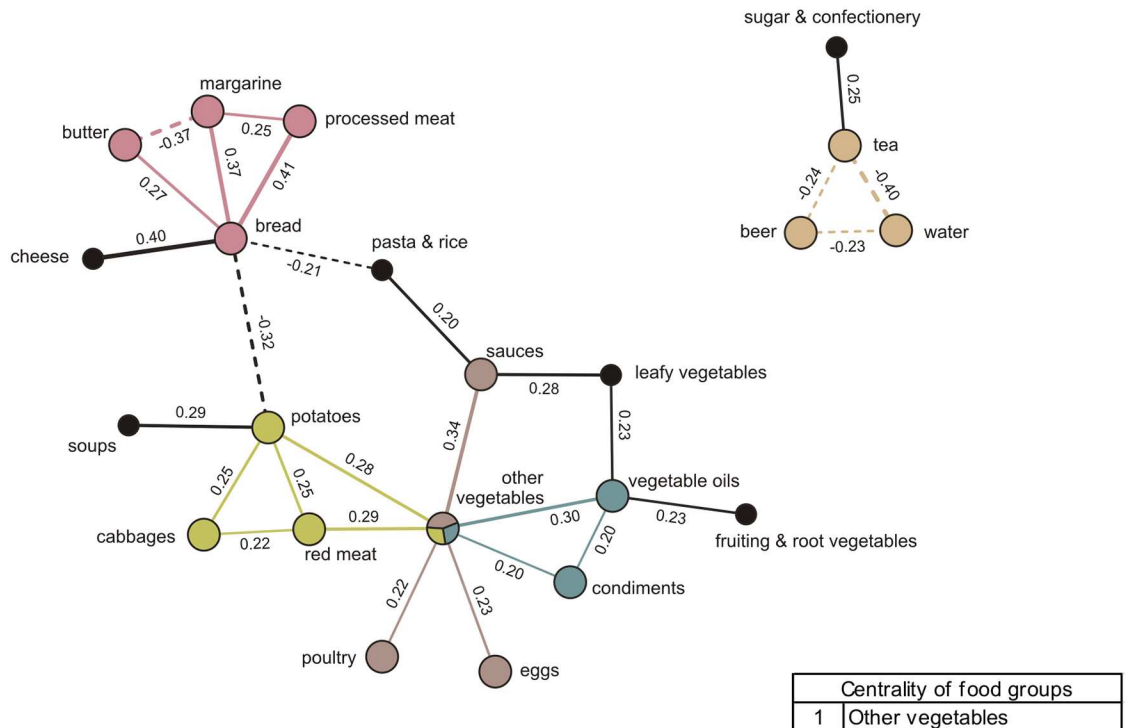 sugar & confectionery
margarine
0.25
butter
-0.37
0.25
processed meat
tea
0.27
0.37
0.41
-0.24
-0.40
bread
beer
water
-0.23
cheese
0.40
pasta & rice
-0.21
-0.32
0.20
sauces
leafy vegetables
0.28
0.29
potatoes
soups
0.34
0.23
0.28
other
vegetables
vegetable oils
0.25
0.25
0.29
0.30
0.23
cabbages
0.22
red meat
fruiting & root vegetables
0.20
0.20
condiments
0.22
0.23
poultry
eggs
Centrality of food groups
1 Other vegetables